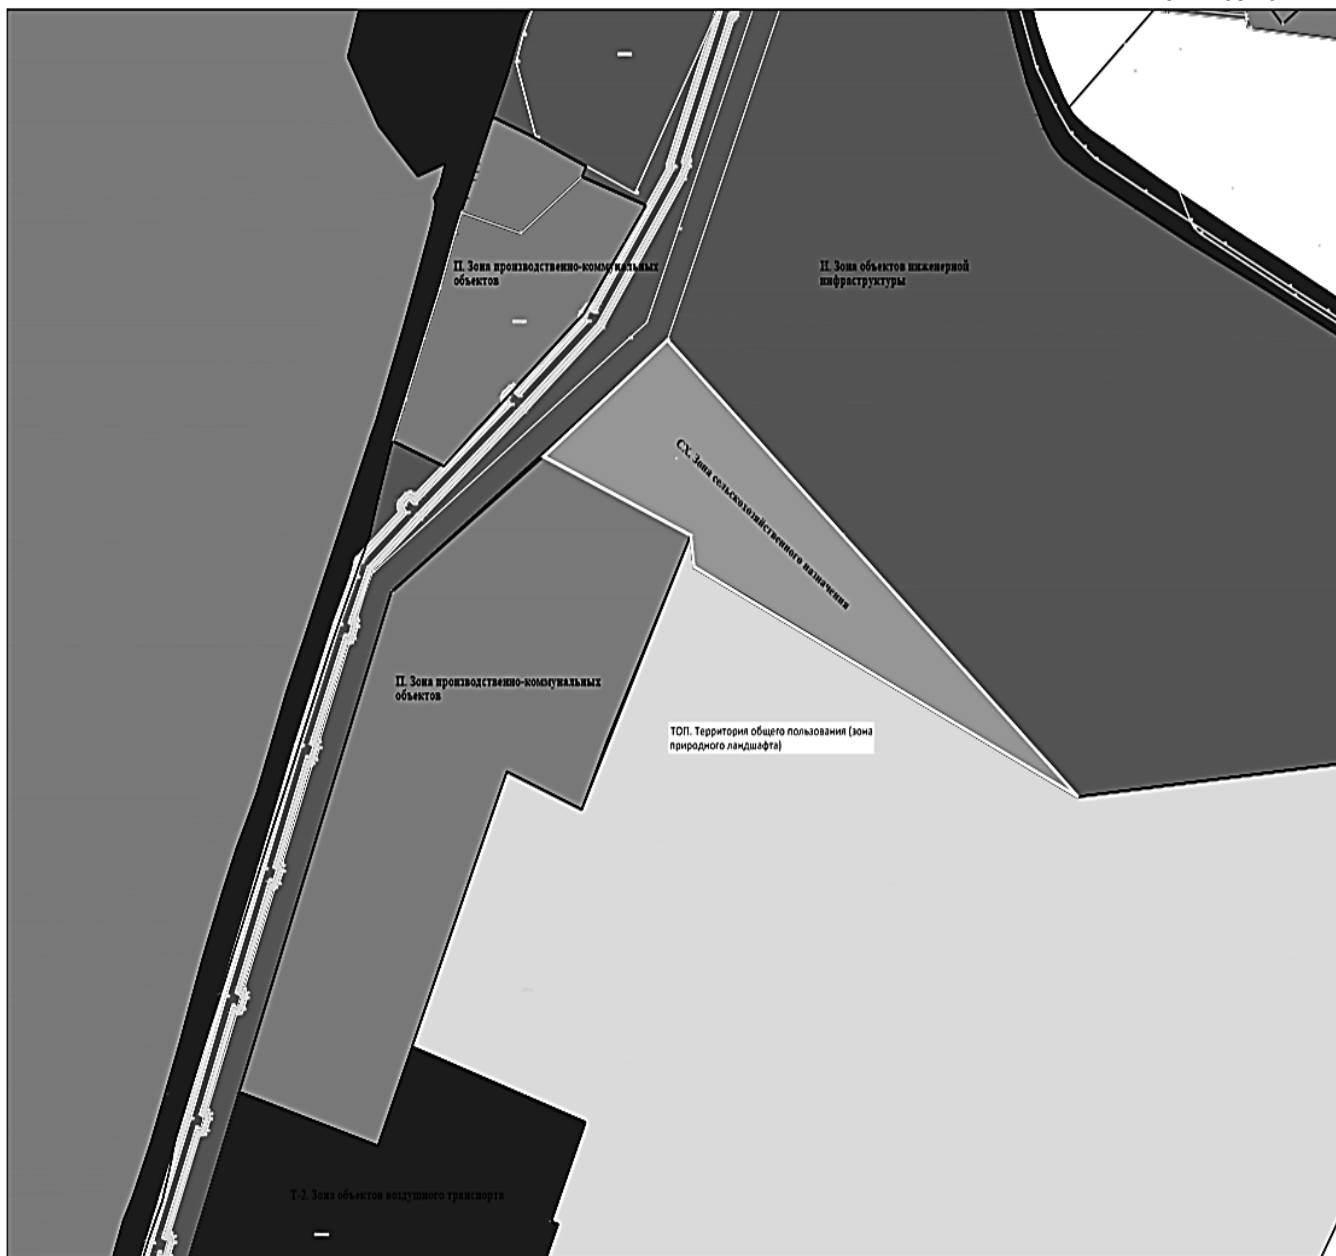 П. Зона производственно-коммунальных
объектов
И. Зона объектов инженерной
инфраструктуры
СХ. Зона сельскохозяйственного назначения
П. Зона производственно-коммунальных
объектов
ТОП. Территория общего пользования (зона
природного ландшафта)
Т-2. Зона объектов воздушного транспорта